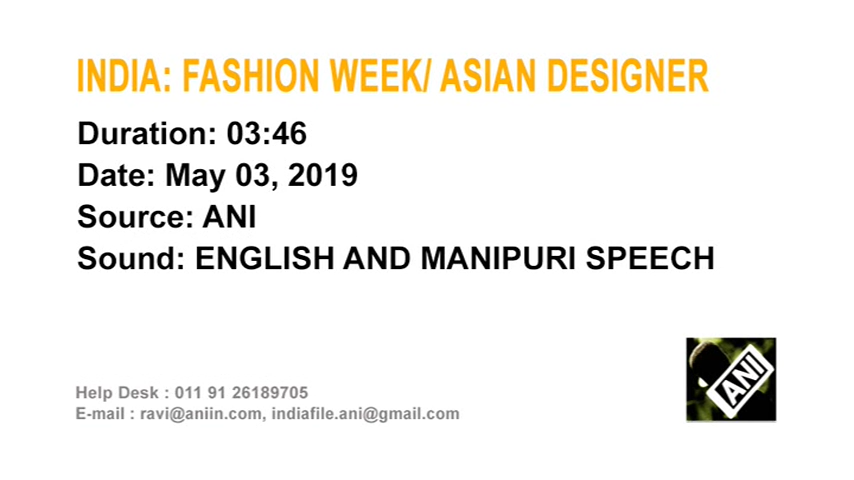 INDIA: FASHION WEEK/ ASIAN DESIGNER
Duration: 03:46
Date: May 03, 2019
Source: ANI
Sound: ENGLISH AND MANIPURI SPEECH
ANI
Help Desk : 011 91 26189705
E-mail : ravi@aniin.com, indiafile.ani@gmail.com